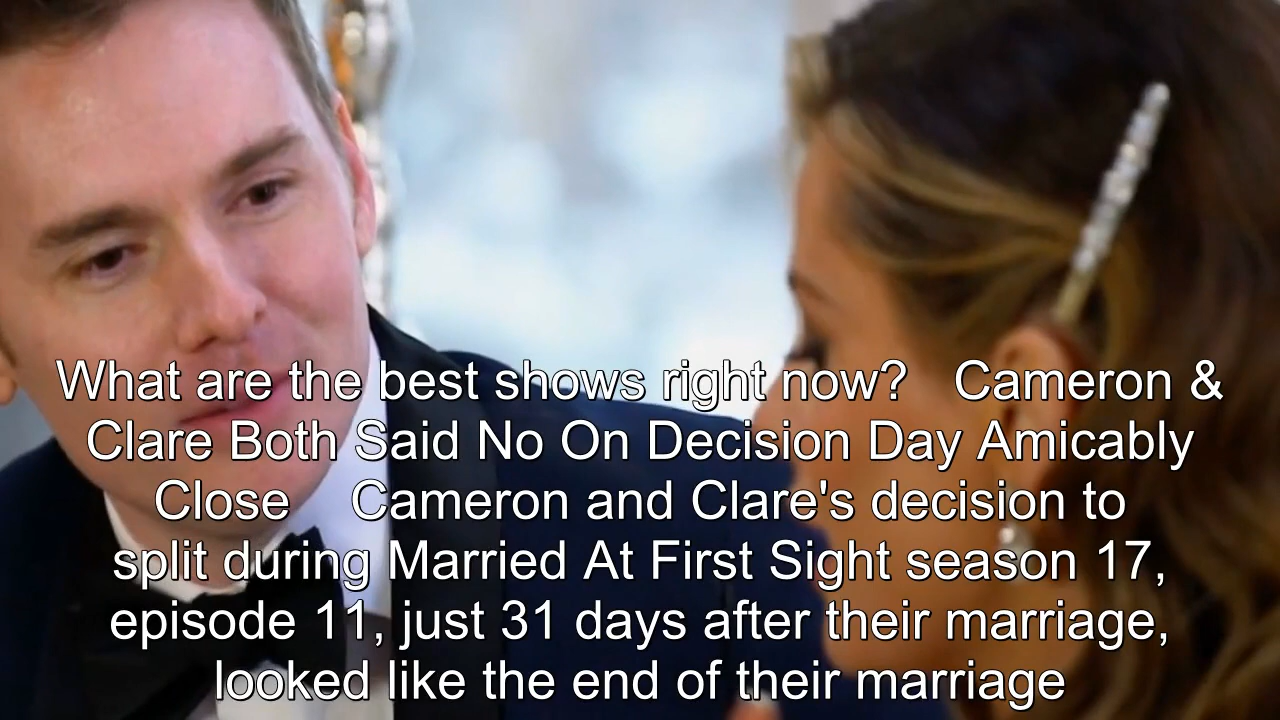 What are the best shows right now?   Cameron &
Clare Both Said No On Decision Day Amicably
Close    Cameron and Clare's decision to
split during Married At First Sight season 17,
episode 11, just 31 days after their marriage,
looked like the end of their marriage